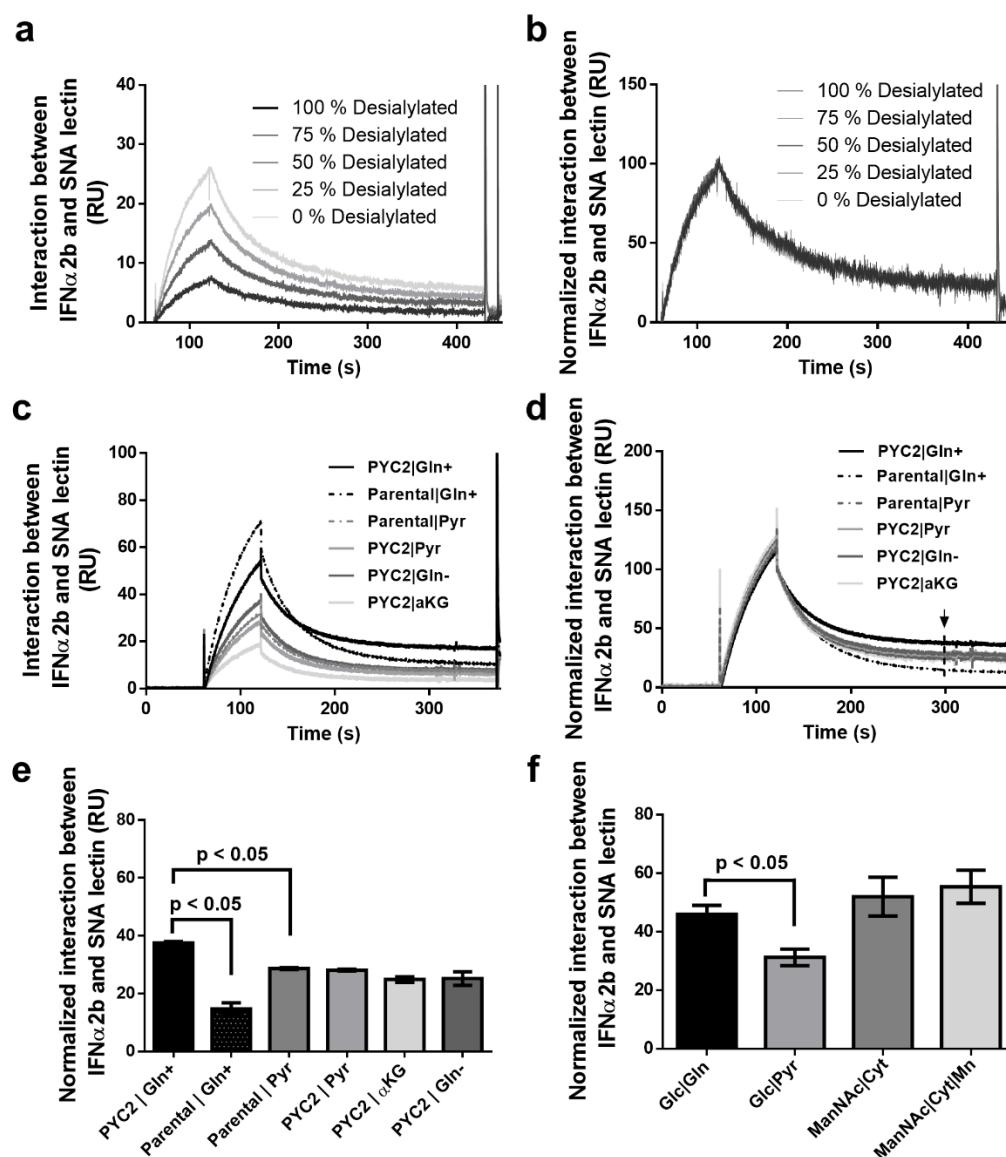 a
Interaction between
IFNα2b and SNA lectin
(RU)
40
30
20
10
0
100 % Desialylated
75 % Desialylated
50 % Desialylated
25 % Desialylated
0 % Desialylated
100
200
300
400
Time (s)
b
Normalized interaction between
IFNα2b and SNA lectin (RU)
150
100
50
0
100 % Desialylated
75 % Desialylated
50 % Desialylated
25 % Desialylated
0 % Desialylated
100
200
300
400
Time (s)
c
Interaction between
IFNα2b and SNA lectin
(RU)
100
80
60
40
20
0
PYC2|Gln+
Parental|Gln+
Parental|Pyr
PYC2|Pyr
PYC2|Gln-
PYC2|aKG
0
100
200
300
Time (s)
d
Normalized interaction between
IFNα2b and SNA lectin (RU)
200
150
100
50
0
PYC2|Gln+
Parental|Gln+
Parenta|Pyr
PYC2|Pyr
PYC2|Gln-
PYC2|aKG
0
100
200
300
Time (s)
e
Normalized interaction between
IFNα2b and SNA lectin (RU)
80
60
40
20
0
p < 0.05
p < 0.05
PYC2 | Gln+
Parental | Gln+
Parental | Pyr
PYC2 | Pyr
PYC2 | αKG
PYC2 | Gln-
f
Normalized interaction between
IFNα2b and SNA lectin
80
60
40
20
0
p < 0.05
Glc|Gln
Glc|Pyr
ManNAc|Cyt
ManNAc|Cyt|Mn